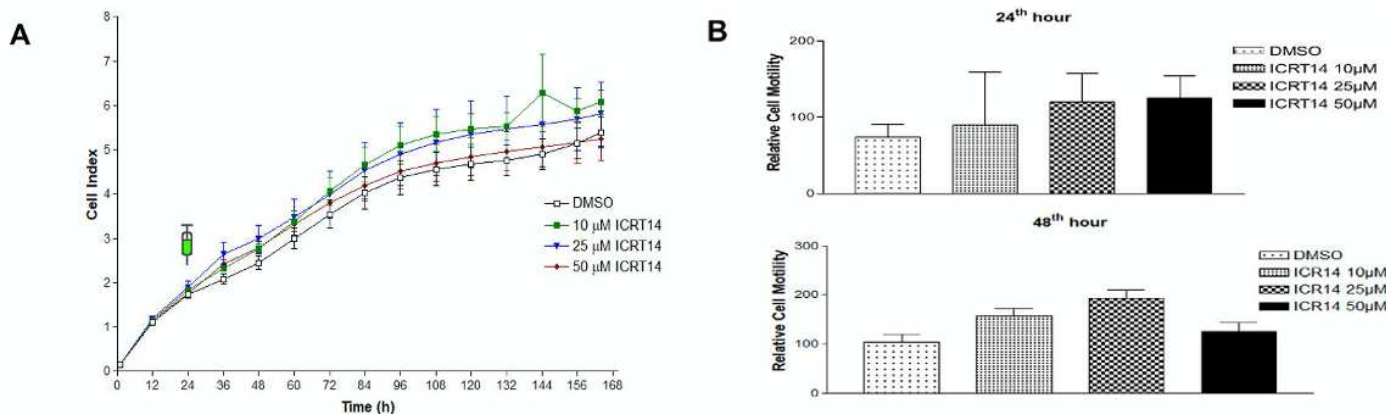 A
8
7
6
5
4
3
2
1
0
Cell Index
0 12 24 36 48 60 72 84 96 108 120 132 144 156 168
Time (h)
DMSO
10 µM ICRT14
25 µM ICRT14
50 µM ICRT14
B
24th hour
200
100
0
Relative Cell Motility
DMSO
ICRT14 10µM
ICRT14 25µM
ICRT14 50µM
48th hour
300
200
100
0
Relative Cell Motility
DMSO
ICR14 10µM
ICR14 25µM
ICR14 50µM